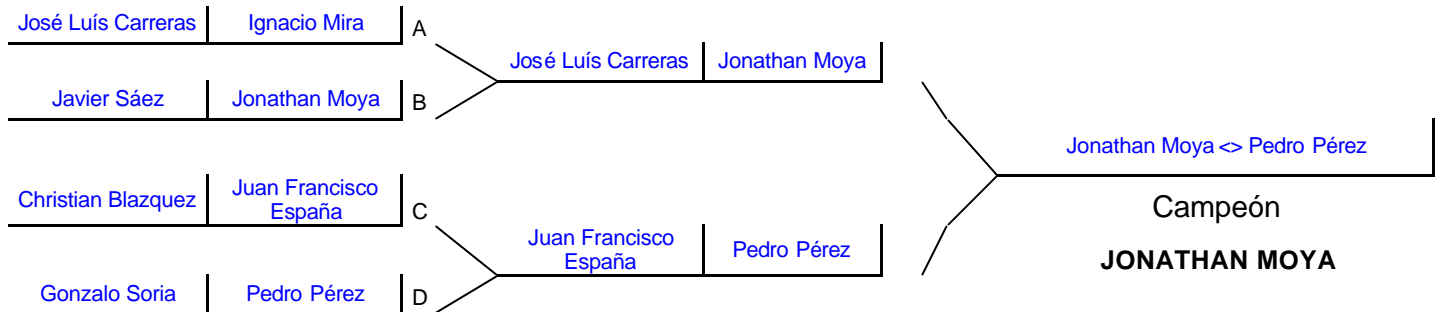 José Luís Carreras Ignacio Mira A
José Luís Carreras Jonathan Moya
Javier Sáez Jonathan Moya B
Jonathan Moya <> Pedro Pérez
Christian Blazquez Juan Francisco
España C
Campeón
Juan Francisco
España Pedro Pérez
JONATHAN MOYA
Gonzalo Soria Pedro Pérez D